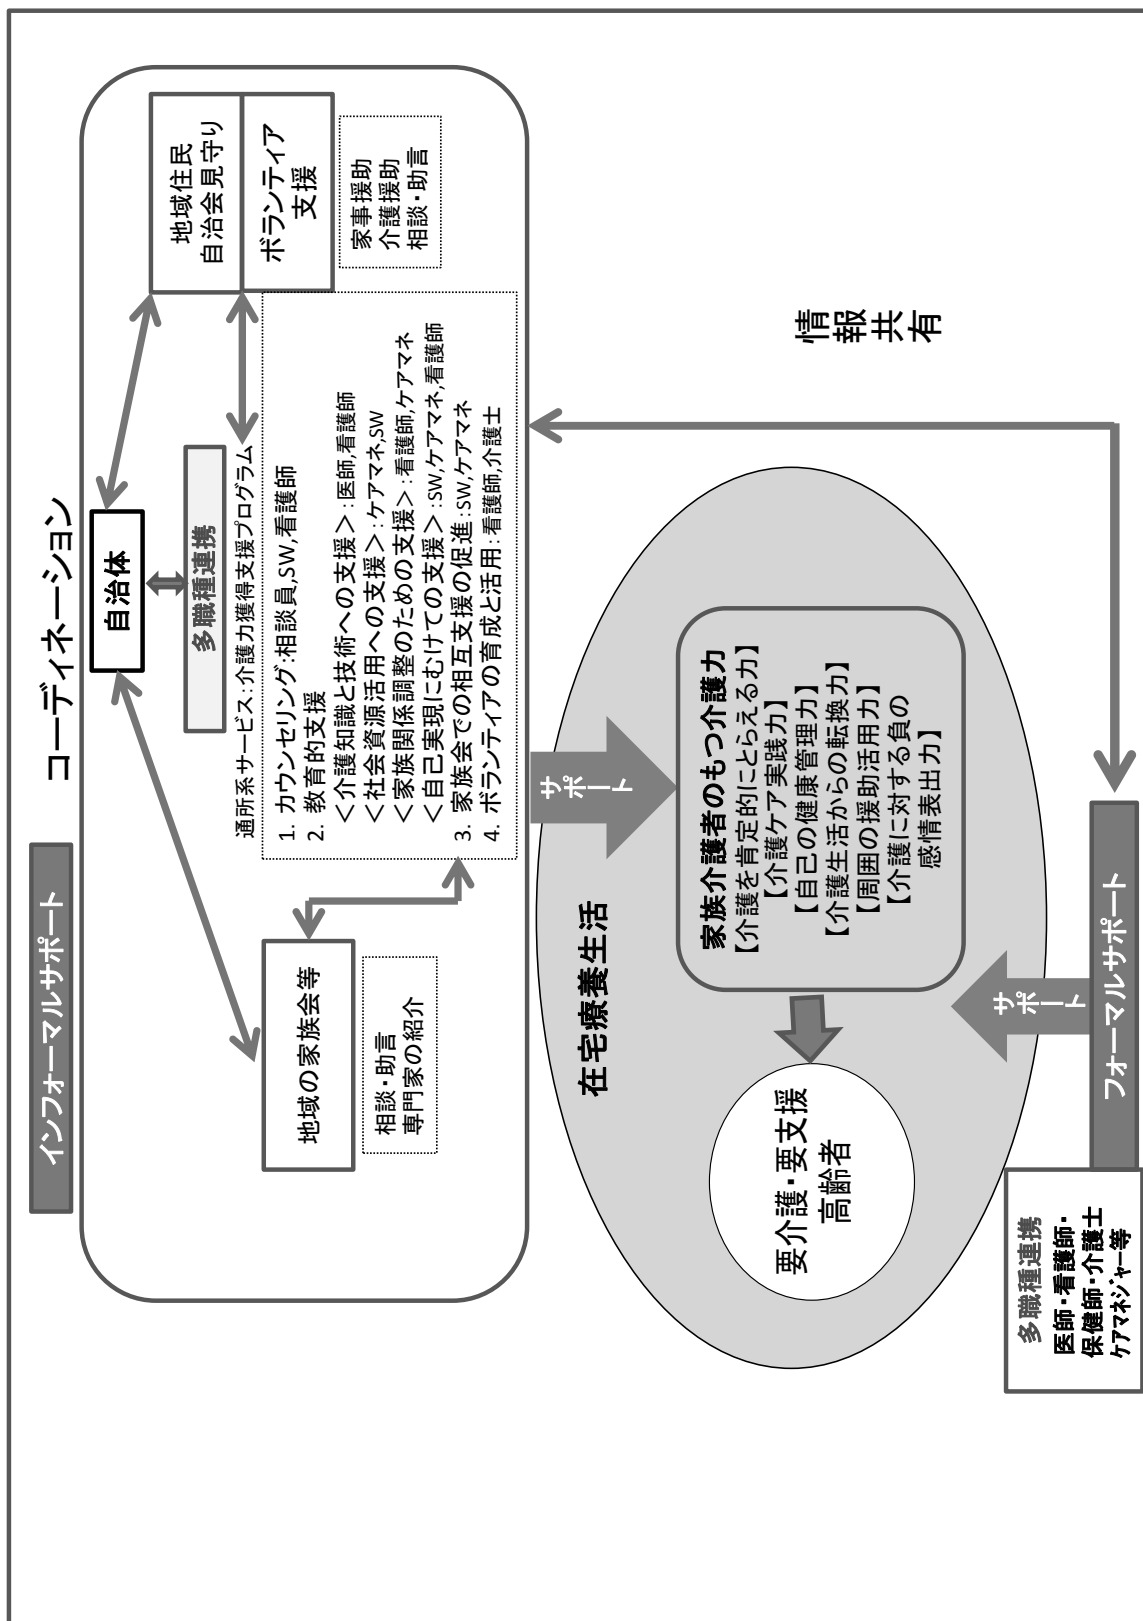 コーディネーション
インフォーマルサポート
自治体
多職種連携
地域住民
自治会見守り
ボランティア
支援
家事援助
介護援助
相談・助言
地域の家族会等
相談・助言
専門家の紹介
通所系サービス:介護力獲得支援プログラム
1. カウンセリング:相談員,SW,看護師
2. 教育的支援
＜介護知識と技術への支援＞:医師,看護師
＜社会資源活用への支援＞:ケアマネ,SW
＜家族関係調整のための支援＞:看護師,ケアマネ
＜自己実現にむけての支援＞:SW,ケアマネ,看護師
3. 家族会での相互支援の促進:SW,ケアマネ
4. ボランティアの育成と活用:看護師,介護士
サポート
情報共有
在宅療養生活
家族介護者のもつ介護力
【介護を肯定的にとらえる力】
【介護ケア実践力】
【自己の健康管理力】
【介護生活からの転換力】
【周囲の援助活用力】
【介護に対する負の
感情表出力】
要介護・要支援
高齢者
サポート
フォーマルサポート
多職種連携
医師・看護師・
保健師・介護士
ケアマネジャー等